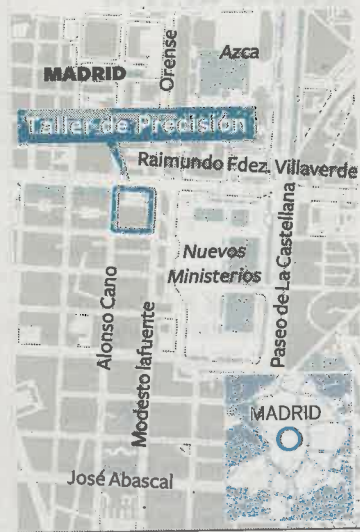 Orense
Azca
MADRID
Taller de Precisión
Raimundo Fdez. Villaverde
Nuevos
Ministerios
Paseo de La Castellana
Alonso Cano
Modesto lafuente
MADRID
José Abascal